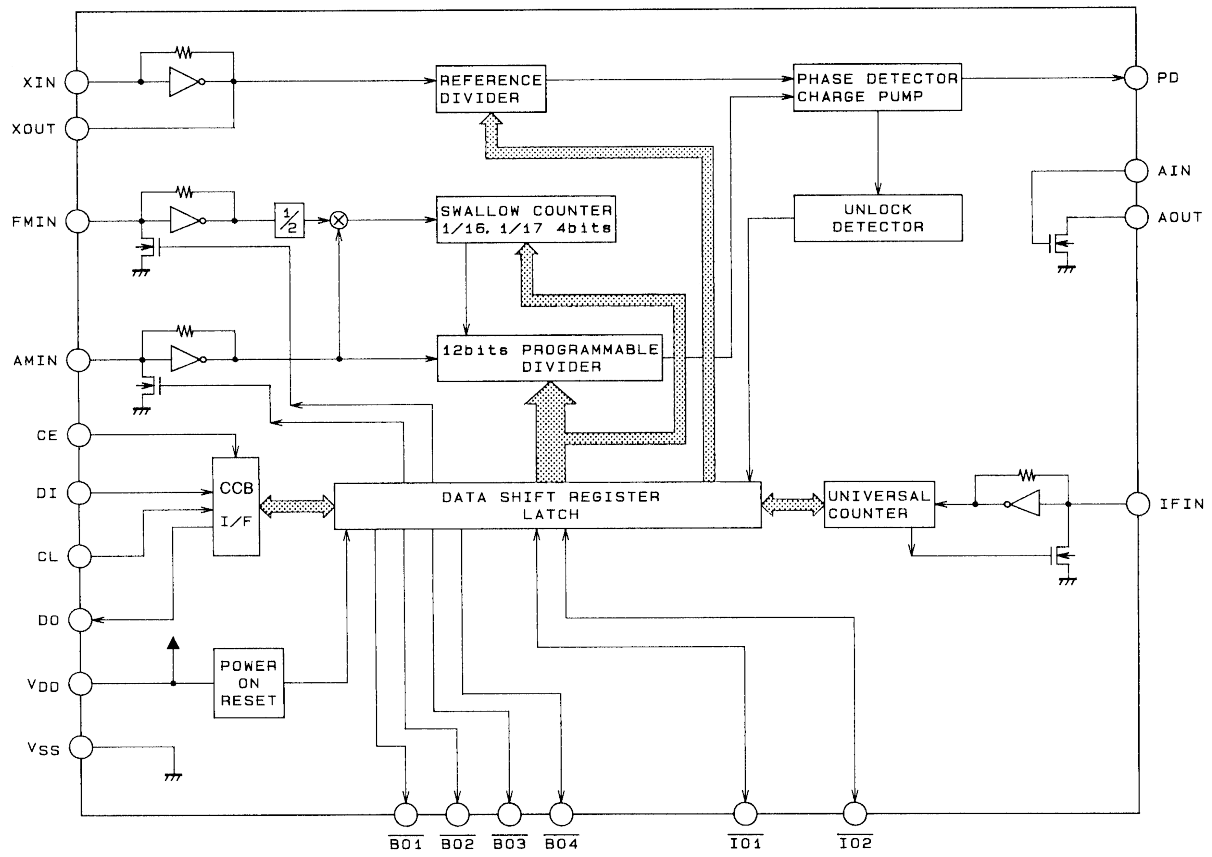 XIN
REFERENCE
DIVIDER
PHASE DETECTOR
CHARGE PUMP
PD
XOUT
AIN
FMIN
1/2
SWALLOW COUNTER
1/16, 1/17 4bits
UNLOCK
DETECTOR
AOUT
AMIN
12bits PROGRAMMABLE
DIVIDER
CE
DI
CCB
I/F
DATA SHIFT REGISTER
LATCH
UNIVERSAL
COUNTER
IFIN
CL
DO
VDD
POWER
ON
RESET
VSS
BO1 BO2 BO3 BO4 IO1 IO2